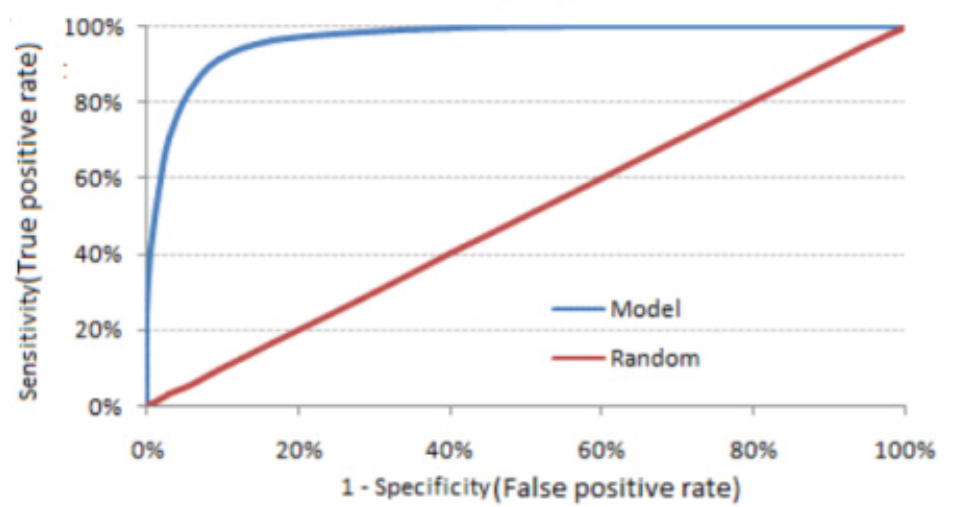 100%
80%
60%
40%
20%
0%
Sensitivity(True positive rate)
Model
Random
0% 20% 40% 60% 80% 100%
1 - Specificity(False positive rate)